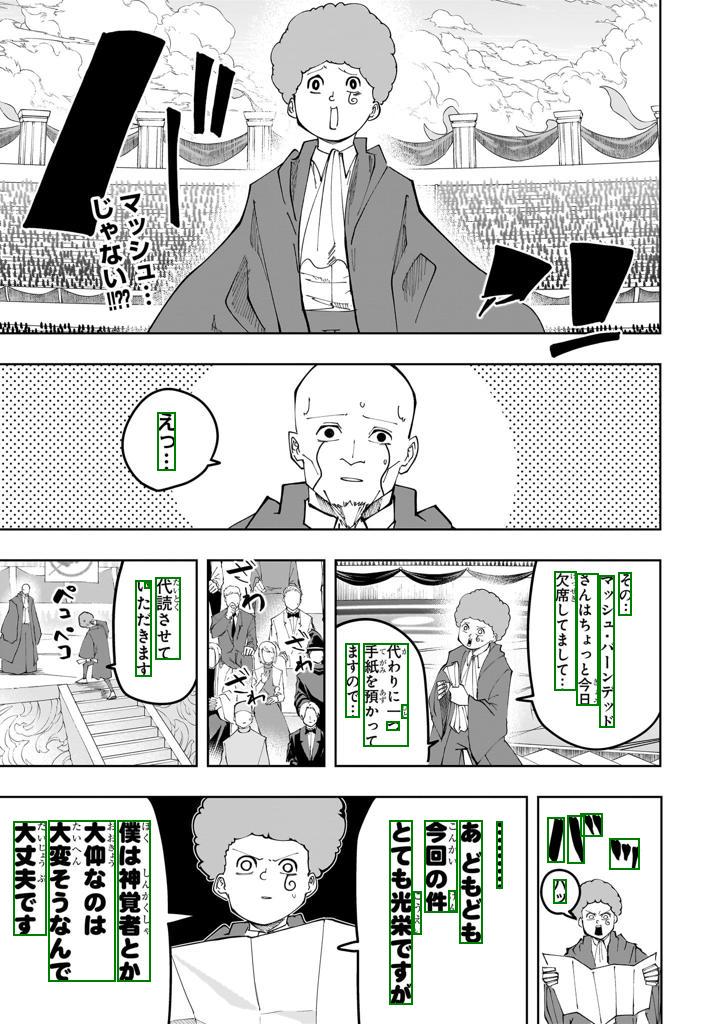 バーン
マッシュ…
じゃない!!??
えっ…
その…
マッシュ・バーンデッド
さんはちょっと今日
欠席してまして…
代わりに一つ
手紙を預かって
ますので…
ざわ
ざわ
代読させて
いただきます
ペコ
ペコ
バッ
ハッ
………
あ どもども
今回の件
とても光栄ですが
僕は神覚者とか
大仰なのは
大変そうなんで
大丈夫です